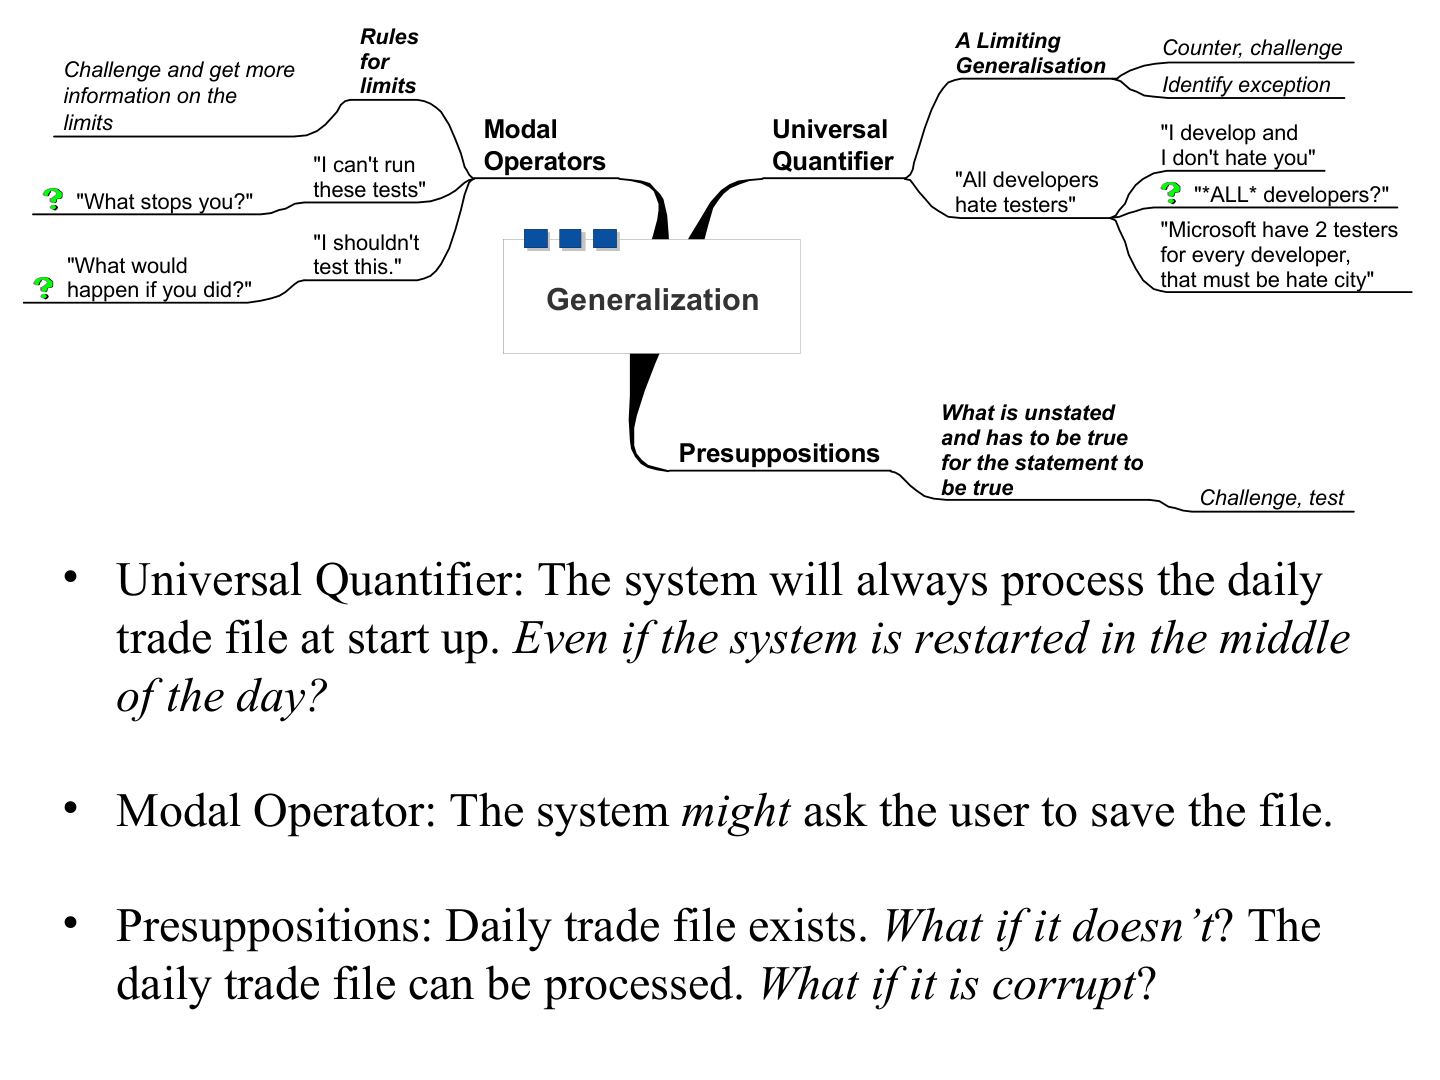 Rules
for
limits
Challenge and get more
information on the
limits
Modal
Operators
"I can't run
these tests"
"What stops you?"
"I shouldn't
test this."
"What would
happen if you did?"
A Limiting
Generalisation
Counter, challenge
Identify exception
Universal
Quantifier
"All developers
hate testers"
"I develop and
I don't hate you"
"*ALL* developers?"
"Microsoft have 2 testers
for every developer,
that must be hate city"
Generalization
Presuppositions
What is unstated
and has to be true
for the statement to
be true
Challenge, test
• Universal Quantifier: The system will always process the daily
trade file at start up. Even if the system is restarted in the middle
of the day?
• Modal Operator: The system might ask the user to save the file.
• Presuppositions: Daily trade file exists. What if it doesn’t? The
daily trade file can be processed. What if it is corrupt?